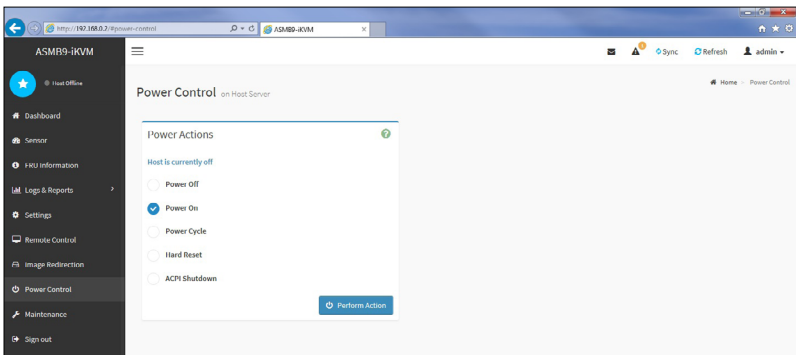 http://192.168.0.2/#power-control
ASMB9-iKVM
ASMB9-iKVM
Sync
Refresh
admin
Host Offline
Power Control on Host Server
Home > Power Control
Dashboard
Sensor
FRU Information
Logs & Reports
Settings
Remote Control
Image Redirection
Power Control
Maintenance
Sign out
Power Actions
Host is currently off
Power Off
Power On
Power Cycle
Hard Reset
ACPI Shutdown
Perform Action